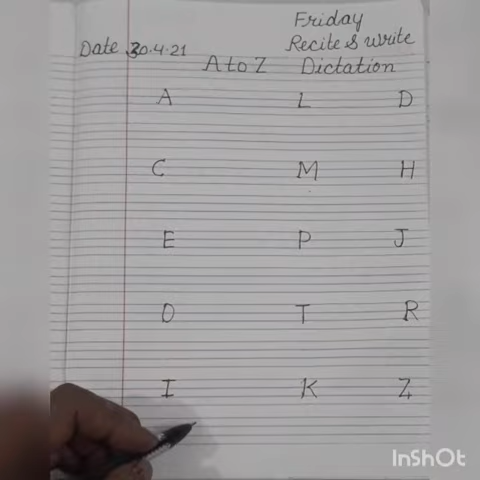 Friday
Date 30.4.21 Recite & Write
A to Z Dictation
A L D
C M H
E P J
O T R
I K Z
InShOt